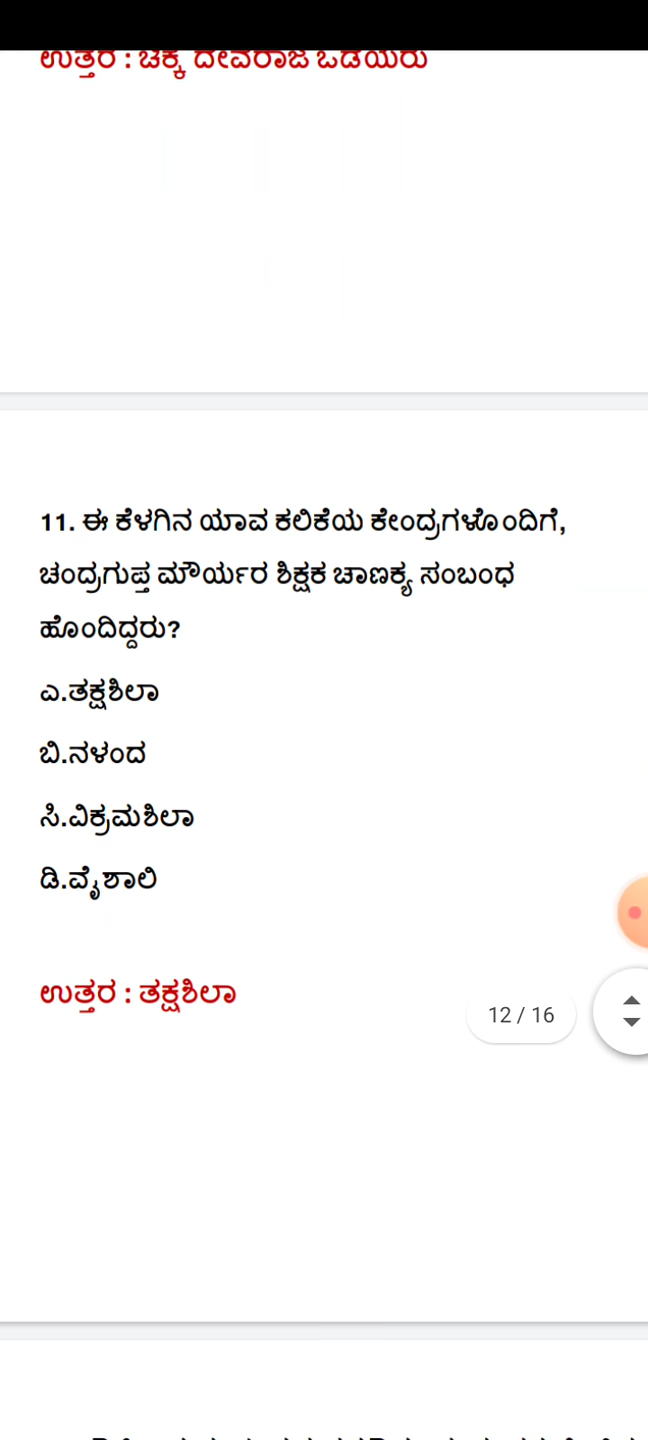 ಉತ್ತರ : ಚಿಕ್ಕ ದೇವರಾಜ ಒಡೆಯರು
11. ಈ ಕೆಳಗಿನ ಯಾವ ಕಲಿಕೆಯ ಕೇಂದ್ರಗಳೊಂದಿಗೆ,
ಚಂದ್ರಗುಪ್ತ ಮೌರ್ಯರ ಶಿಕ್ಷಕ ಚಾಣಕ್ಯ ಸಂಬಂಧ
ಹೊಂದಿದ್ದರು?
ಎ.ತಕ್ಷಶಿಲಾ
ಬಿ.ನಳಂದ
ಸಿ.ವಿಕ್ರಮಶಿಲಾ
ಡಿ.ವೈಶಾಲಿ
ಉತ್ತರ : ತಕ್ಷಶಿಲಾ
12 / 16